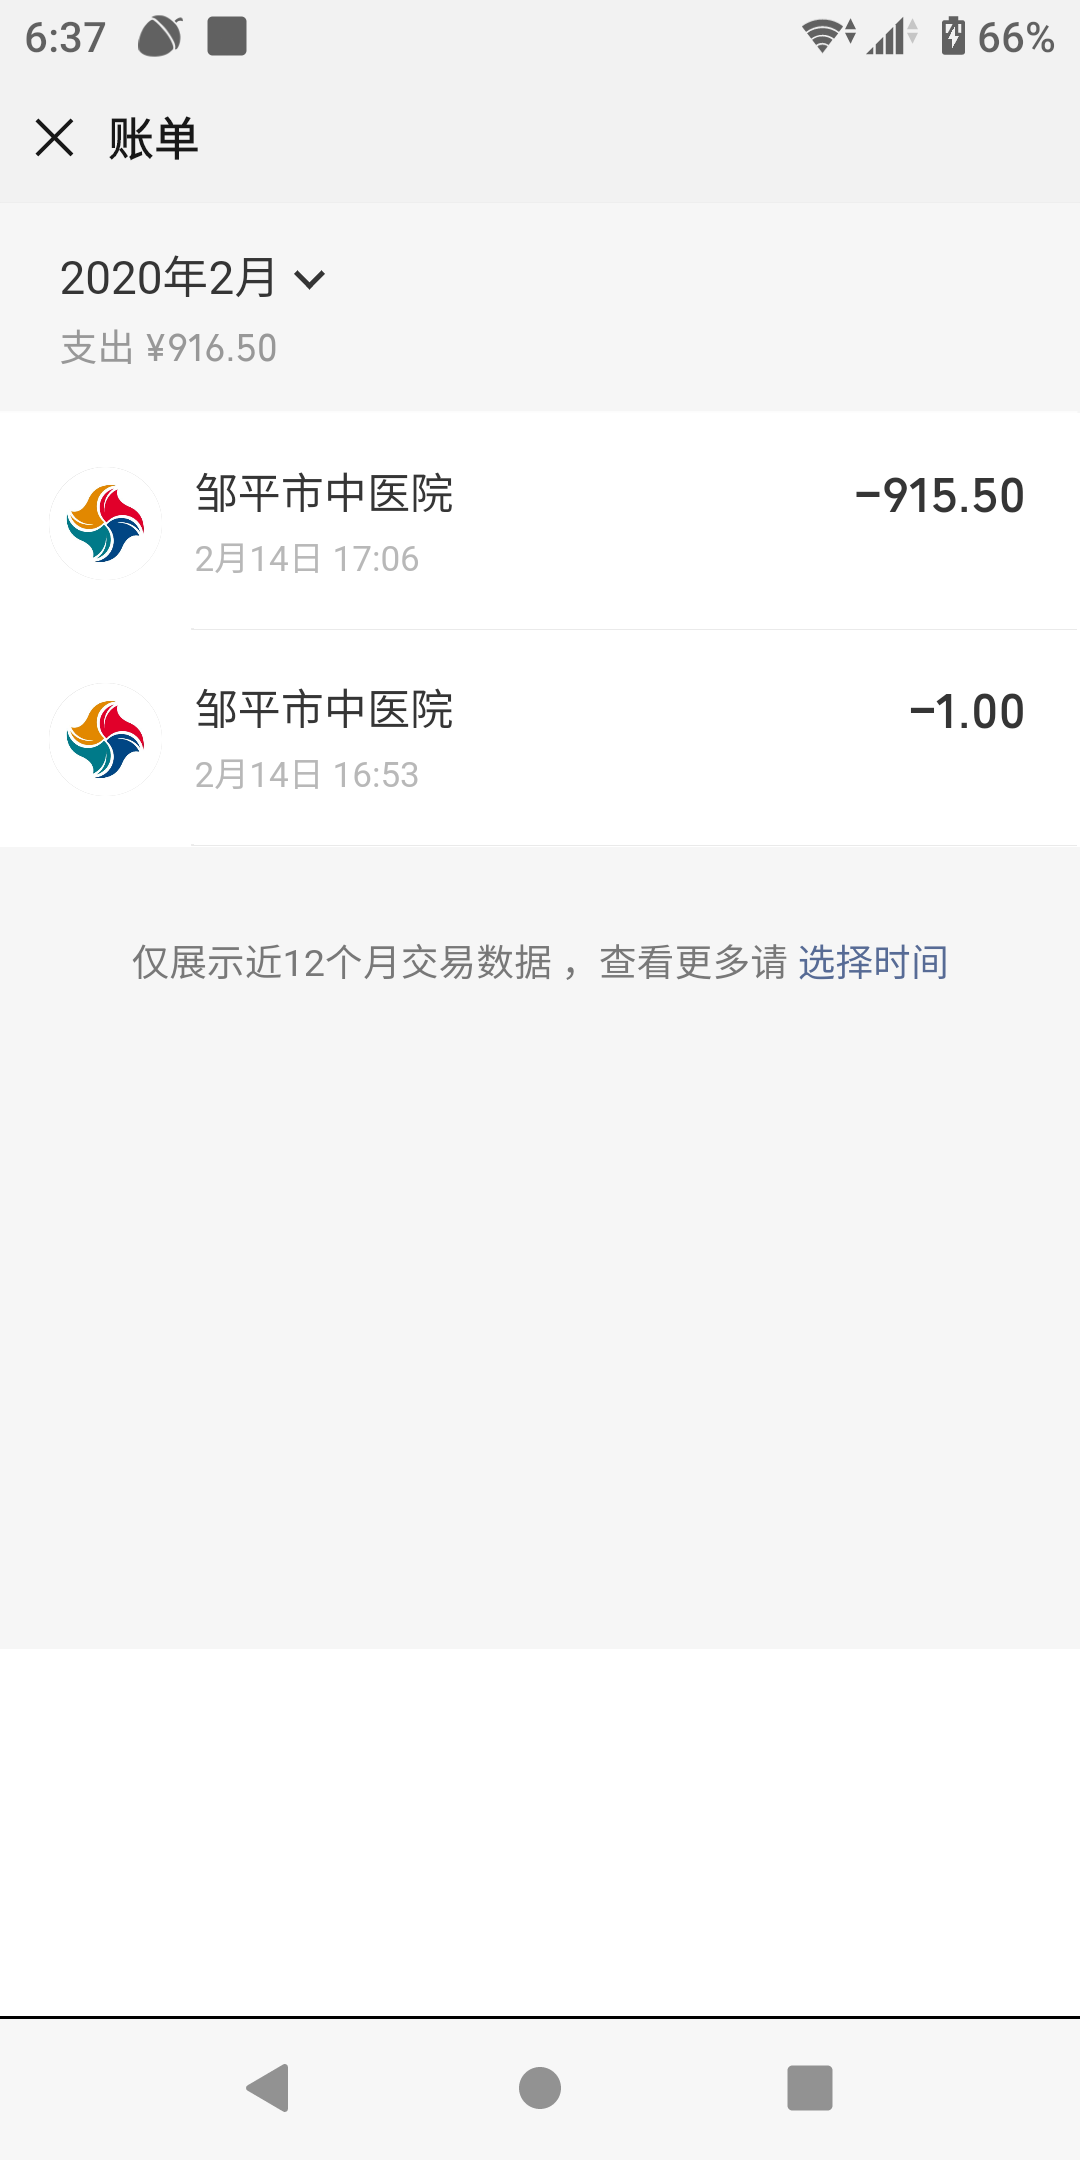 6:37 66%
账单
2020年2月
支出 ¥916.50
邹平市中医院 -915.50
2月14日 17:06
邹平市中医院 -1.00
2月14日 16:53
仅展示近12个月交易数据，查看更多请 选择时间